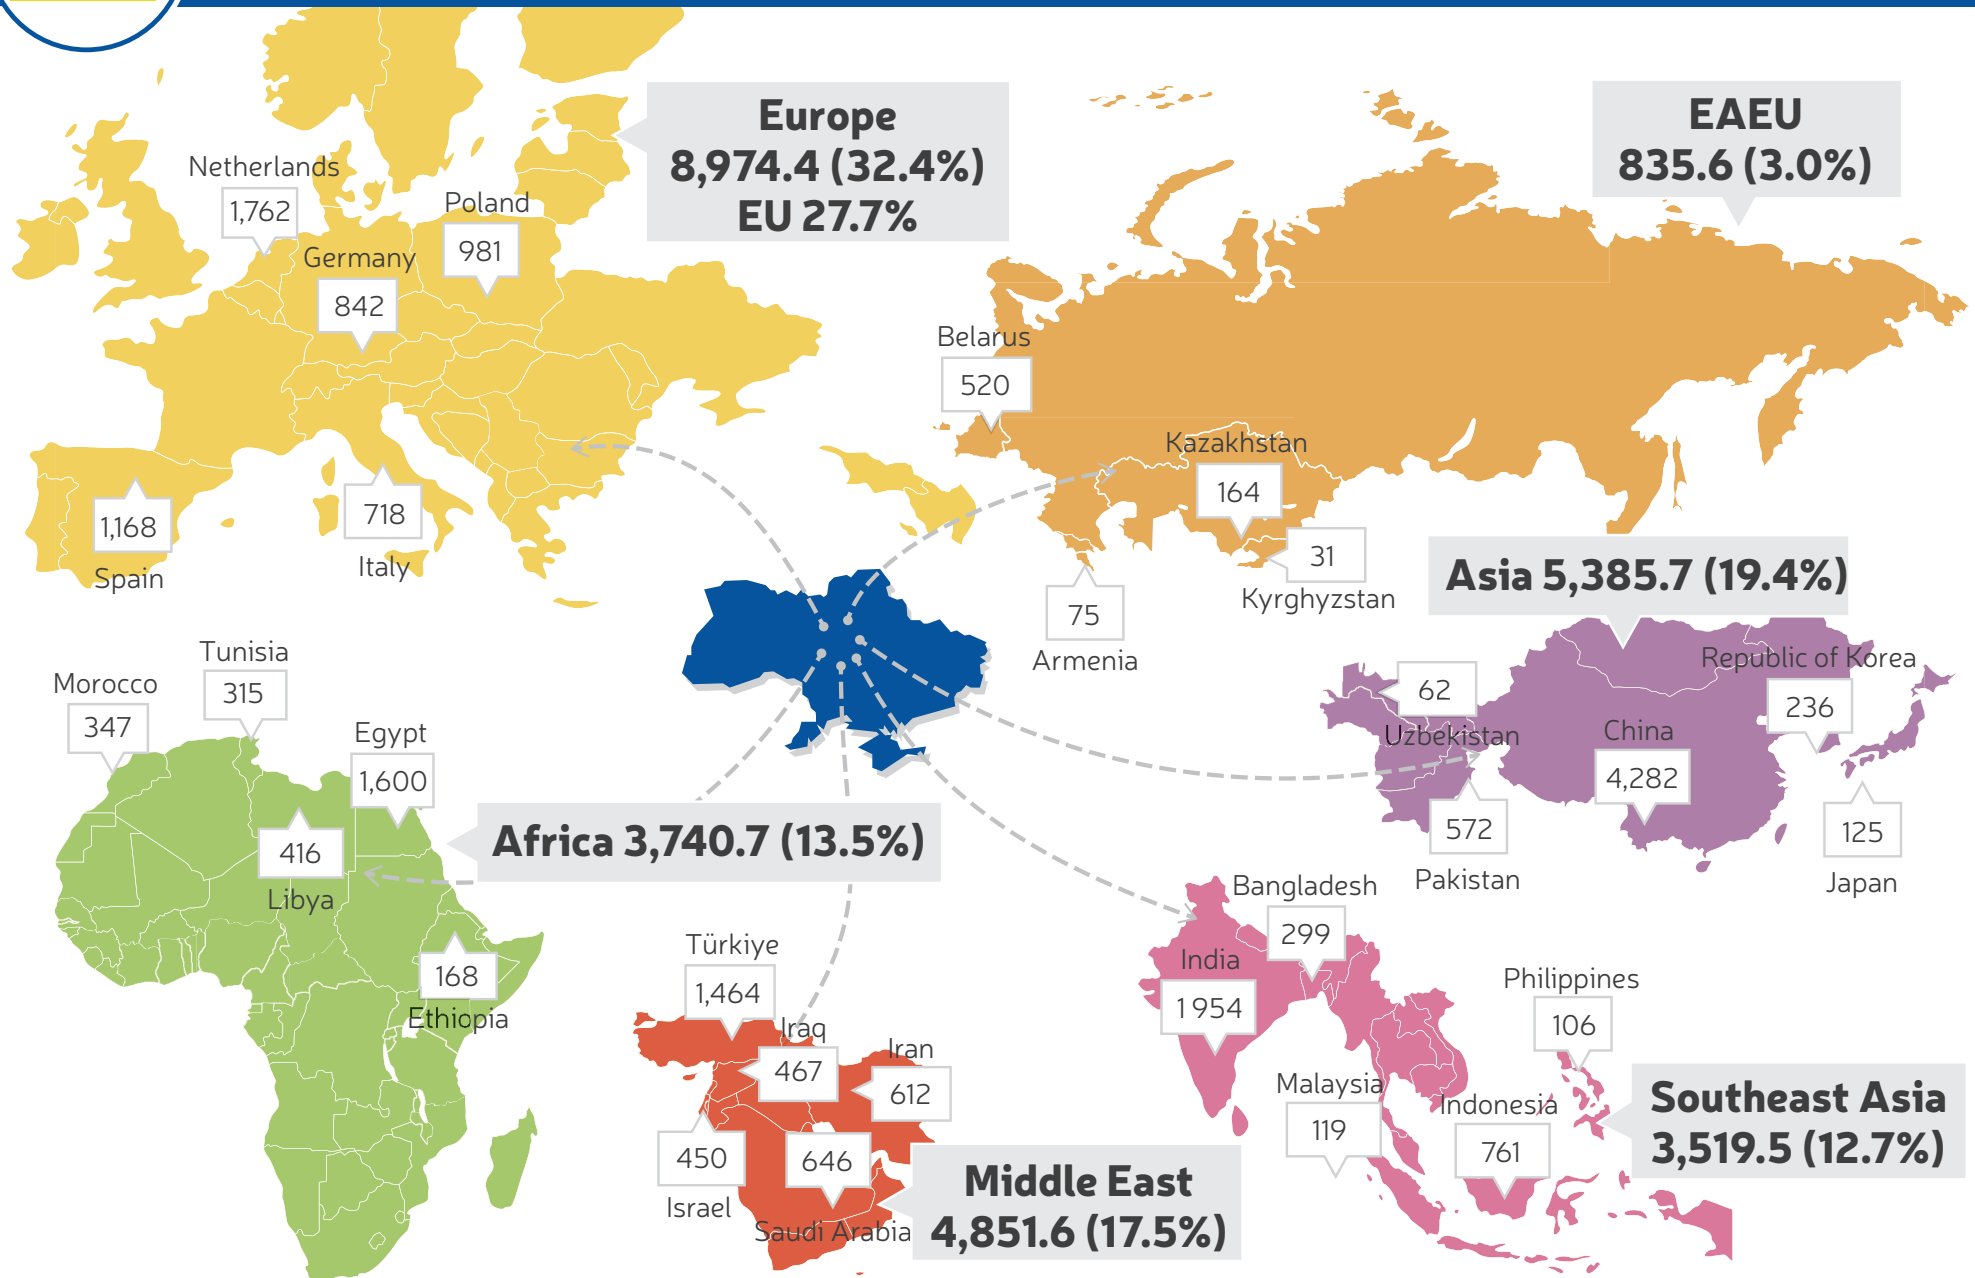 Europe
8,974.4 (32.4%)
EU 27.7%
EAEU
835.6 (3.0%)
Netherlands
1,762
Poland
981
Germany
842
Belarus
520
Kazakhstan
164
1,168
Spain
718
Italy
31
Kyrghyzstan
75
Armenia
Asia 5,385.7 (19.4%)
Tunisia
315
Morocco
347
Egypt
1,600
Republic of Korea
236
62
Uzbekistan
China
4,282
572
Pakistan
125
Japan
Africa 3,740.7 (13.5%)
416
Libya
168
Ethiopia
Bangladesh
299
India
1 954
Türkiye
1,464
Iraq
467
Iran
612
Philippines
106
Malaysia
119
Indonesia
761
Southeast Asia
3,519.5 (12.7%)
450
Israel
646
Saudi Arabia
Middle East
4,851.6 (17.5%)